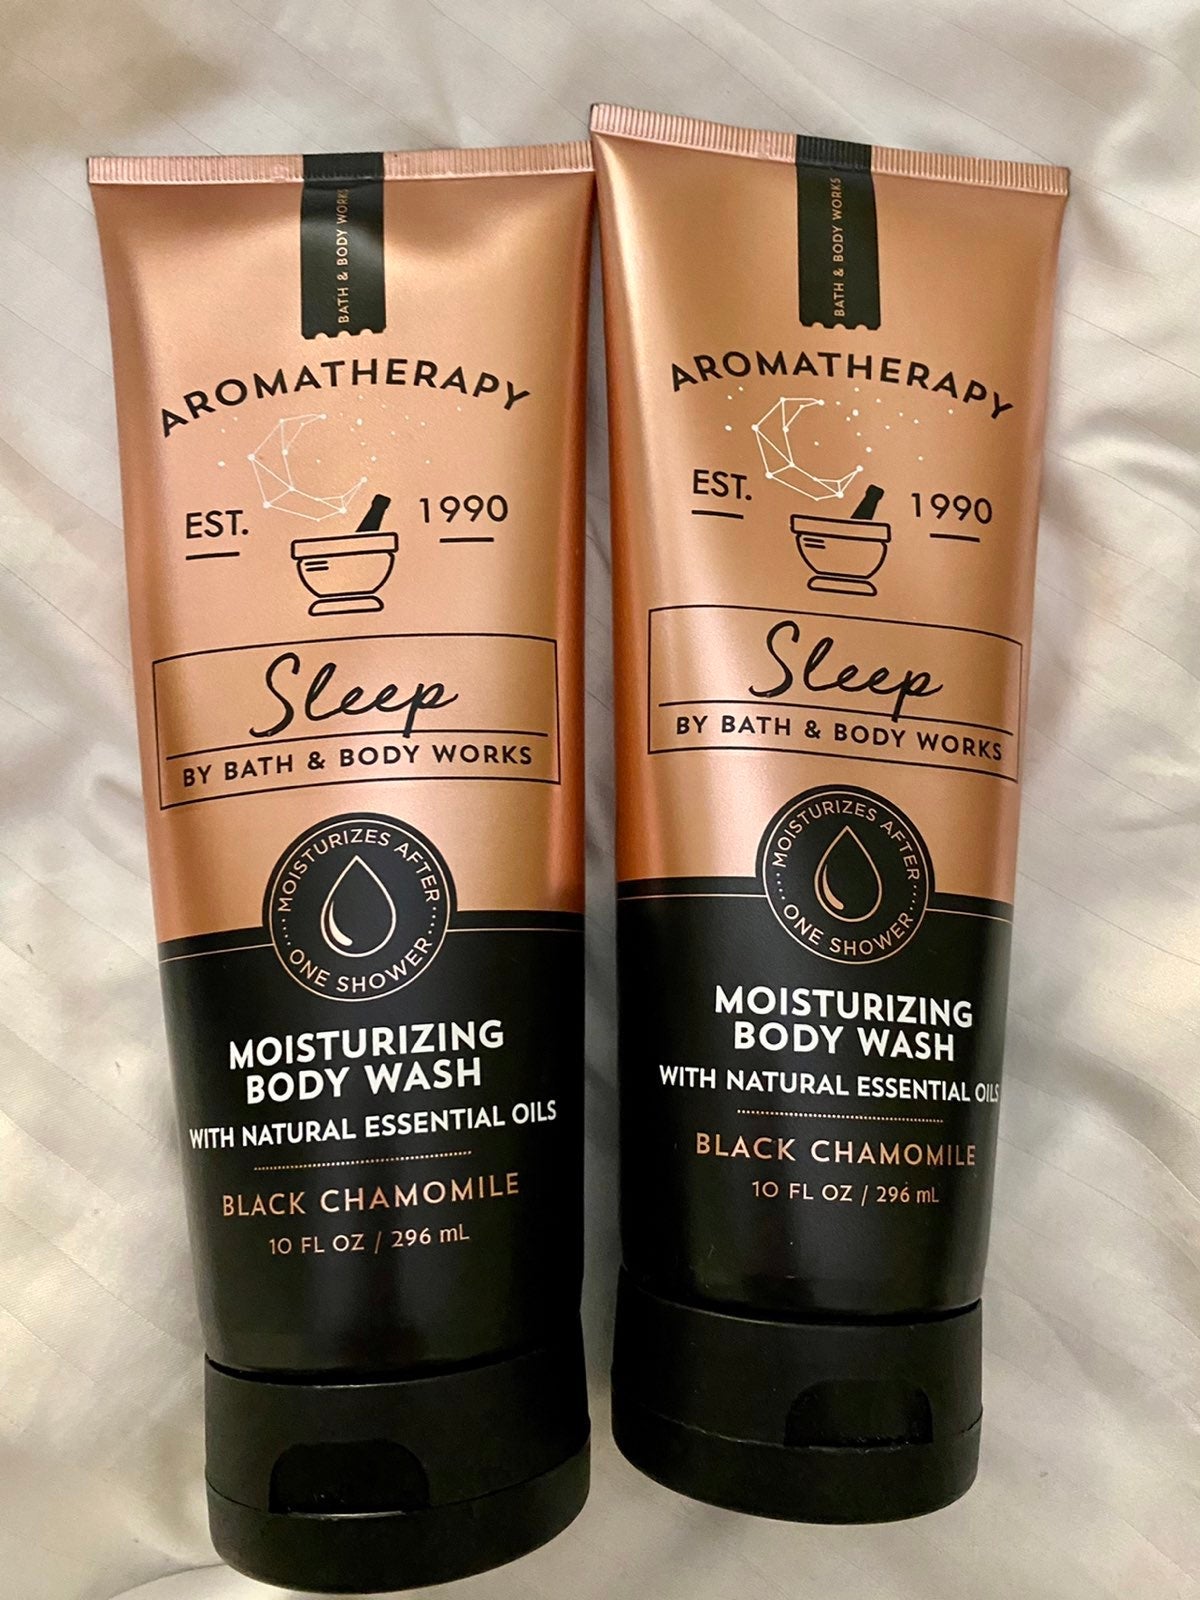 BATH & BODY WORKS
AROMATHERAPY
EST. 1990
Sleep
BY BATH & BODY WORKS
MOISTURIZES AFTER
ONE SHOWER
MOISTURIZING
BODY WASH
WITH NATURAL ESSENTIAL OILS
BLACK CHAMOMILE
10 FL OZ / 296 mL
BATH & BODY WORKS
AROMATHERAPY
EST. 1990
Sleep
BY BATH & BODY WORKS
MOISTURIZES AFTER
ONE SHOWER
MOISTURIZING
BODY WASH
WITH NATURAL ESSENTIAL OILS
BLACK CHAMOMILE
10 FL OZ / 296 mL